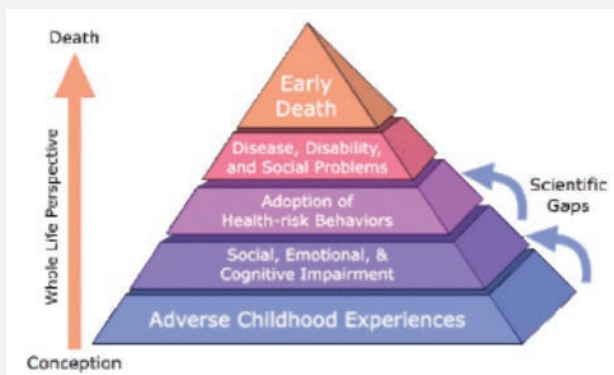 Death
Whole Life Perspective
Conception
Early
Death
Disease, Disability,
and Social Problems
Adoption of
Health-risk Behaviors
Social, Emotional, &
Cognitive Impairment
Adverse Childhood Experiences
Scientific
Gaps